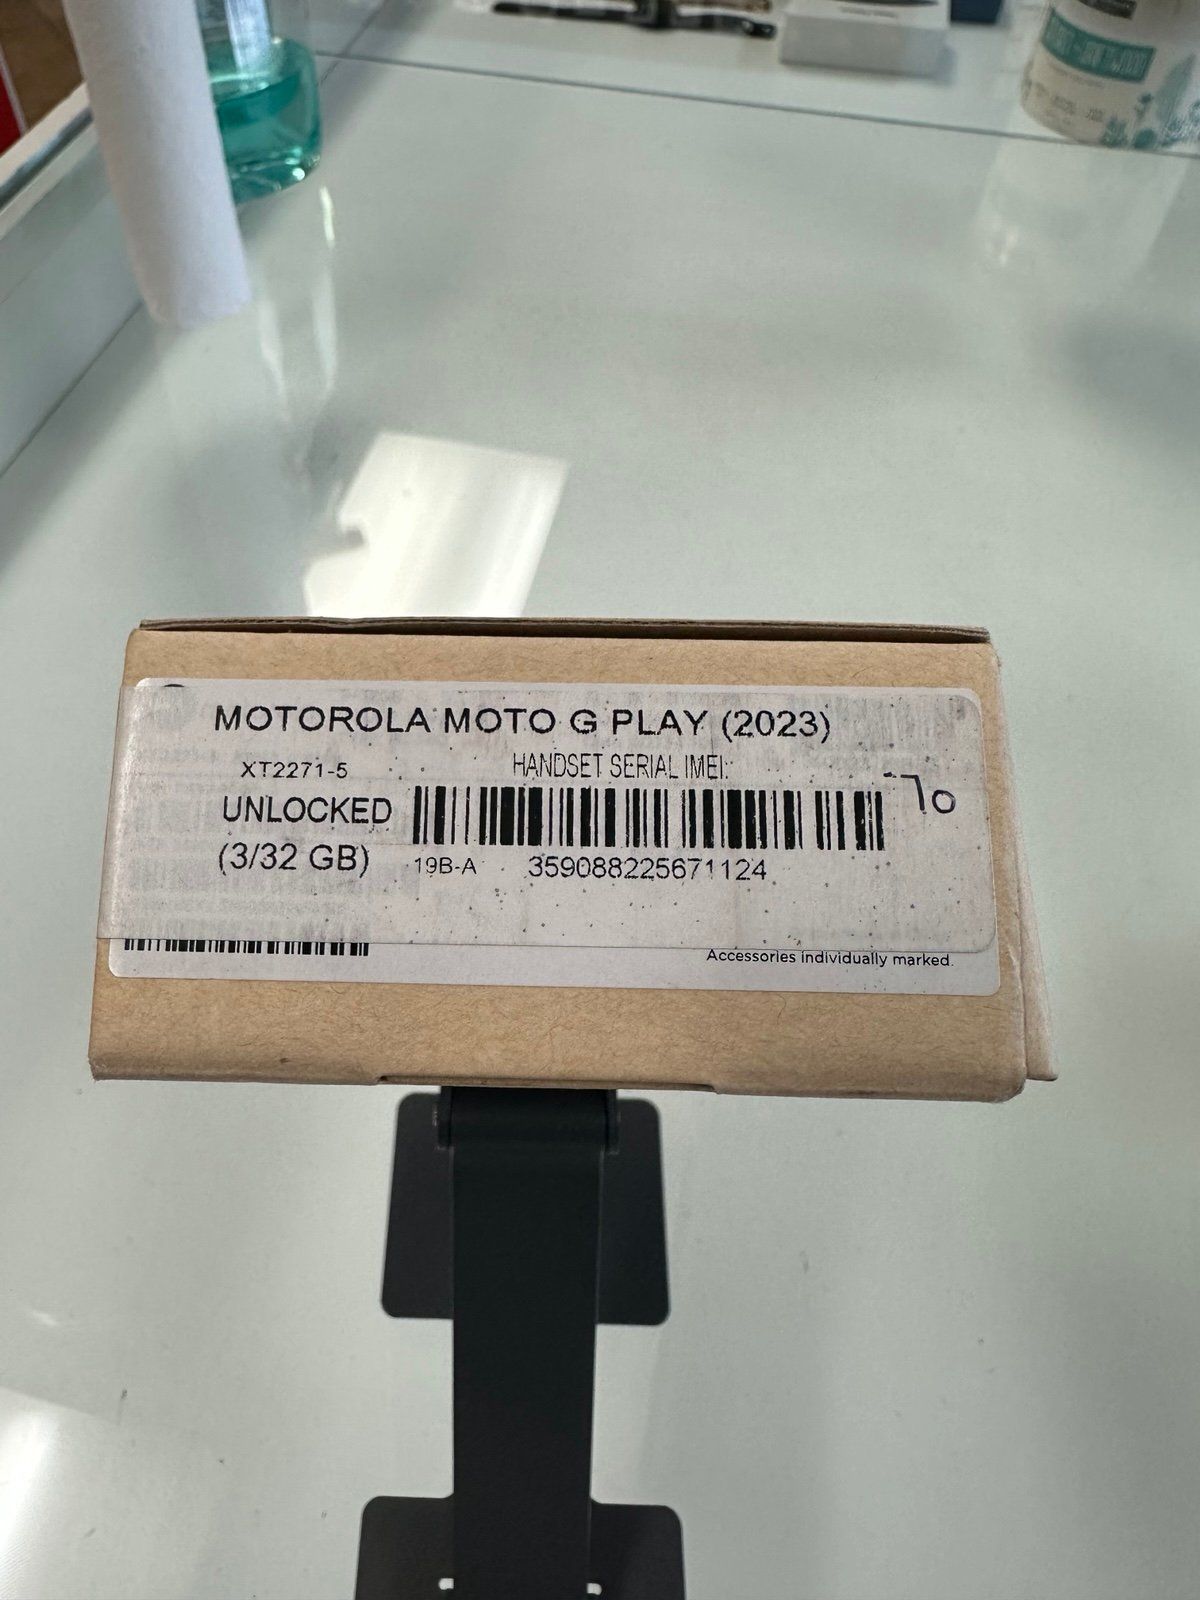 MOTOROLA MOTO G PLAY (2023)
XT2271-5
HANDSET SERIAL IMEI:
UNLOCKED
70
(3/32 GB)
19B-A 359088225671124
Accessories individually marked.